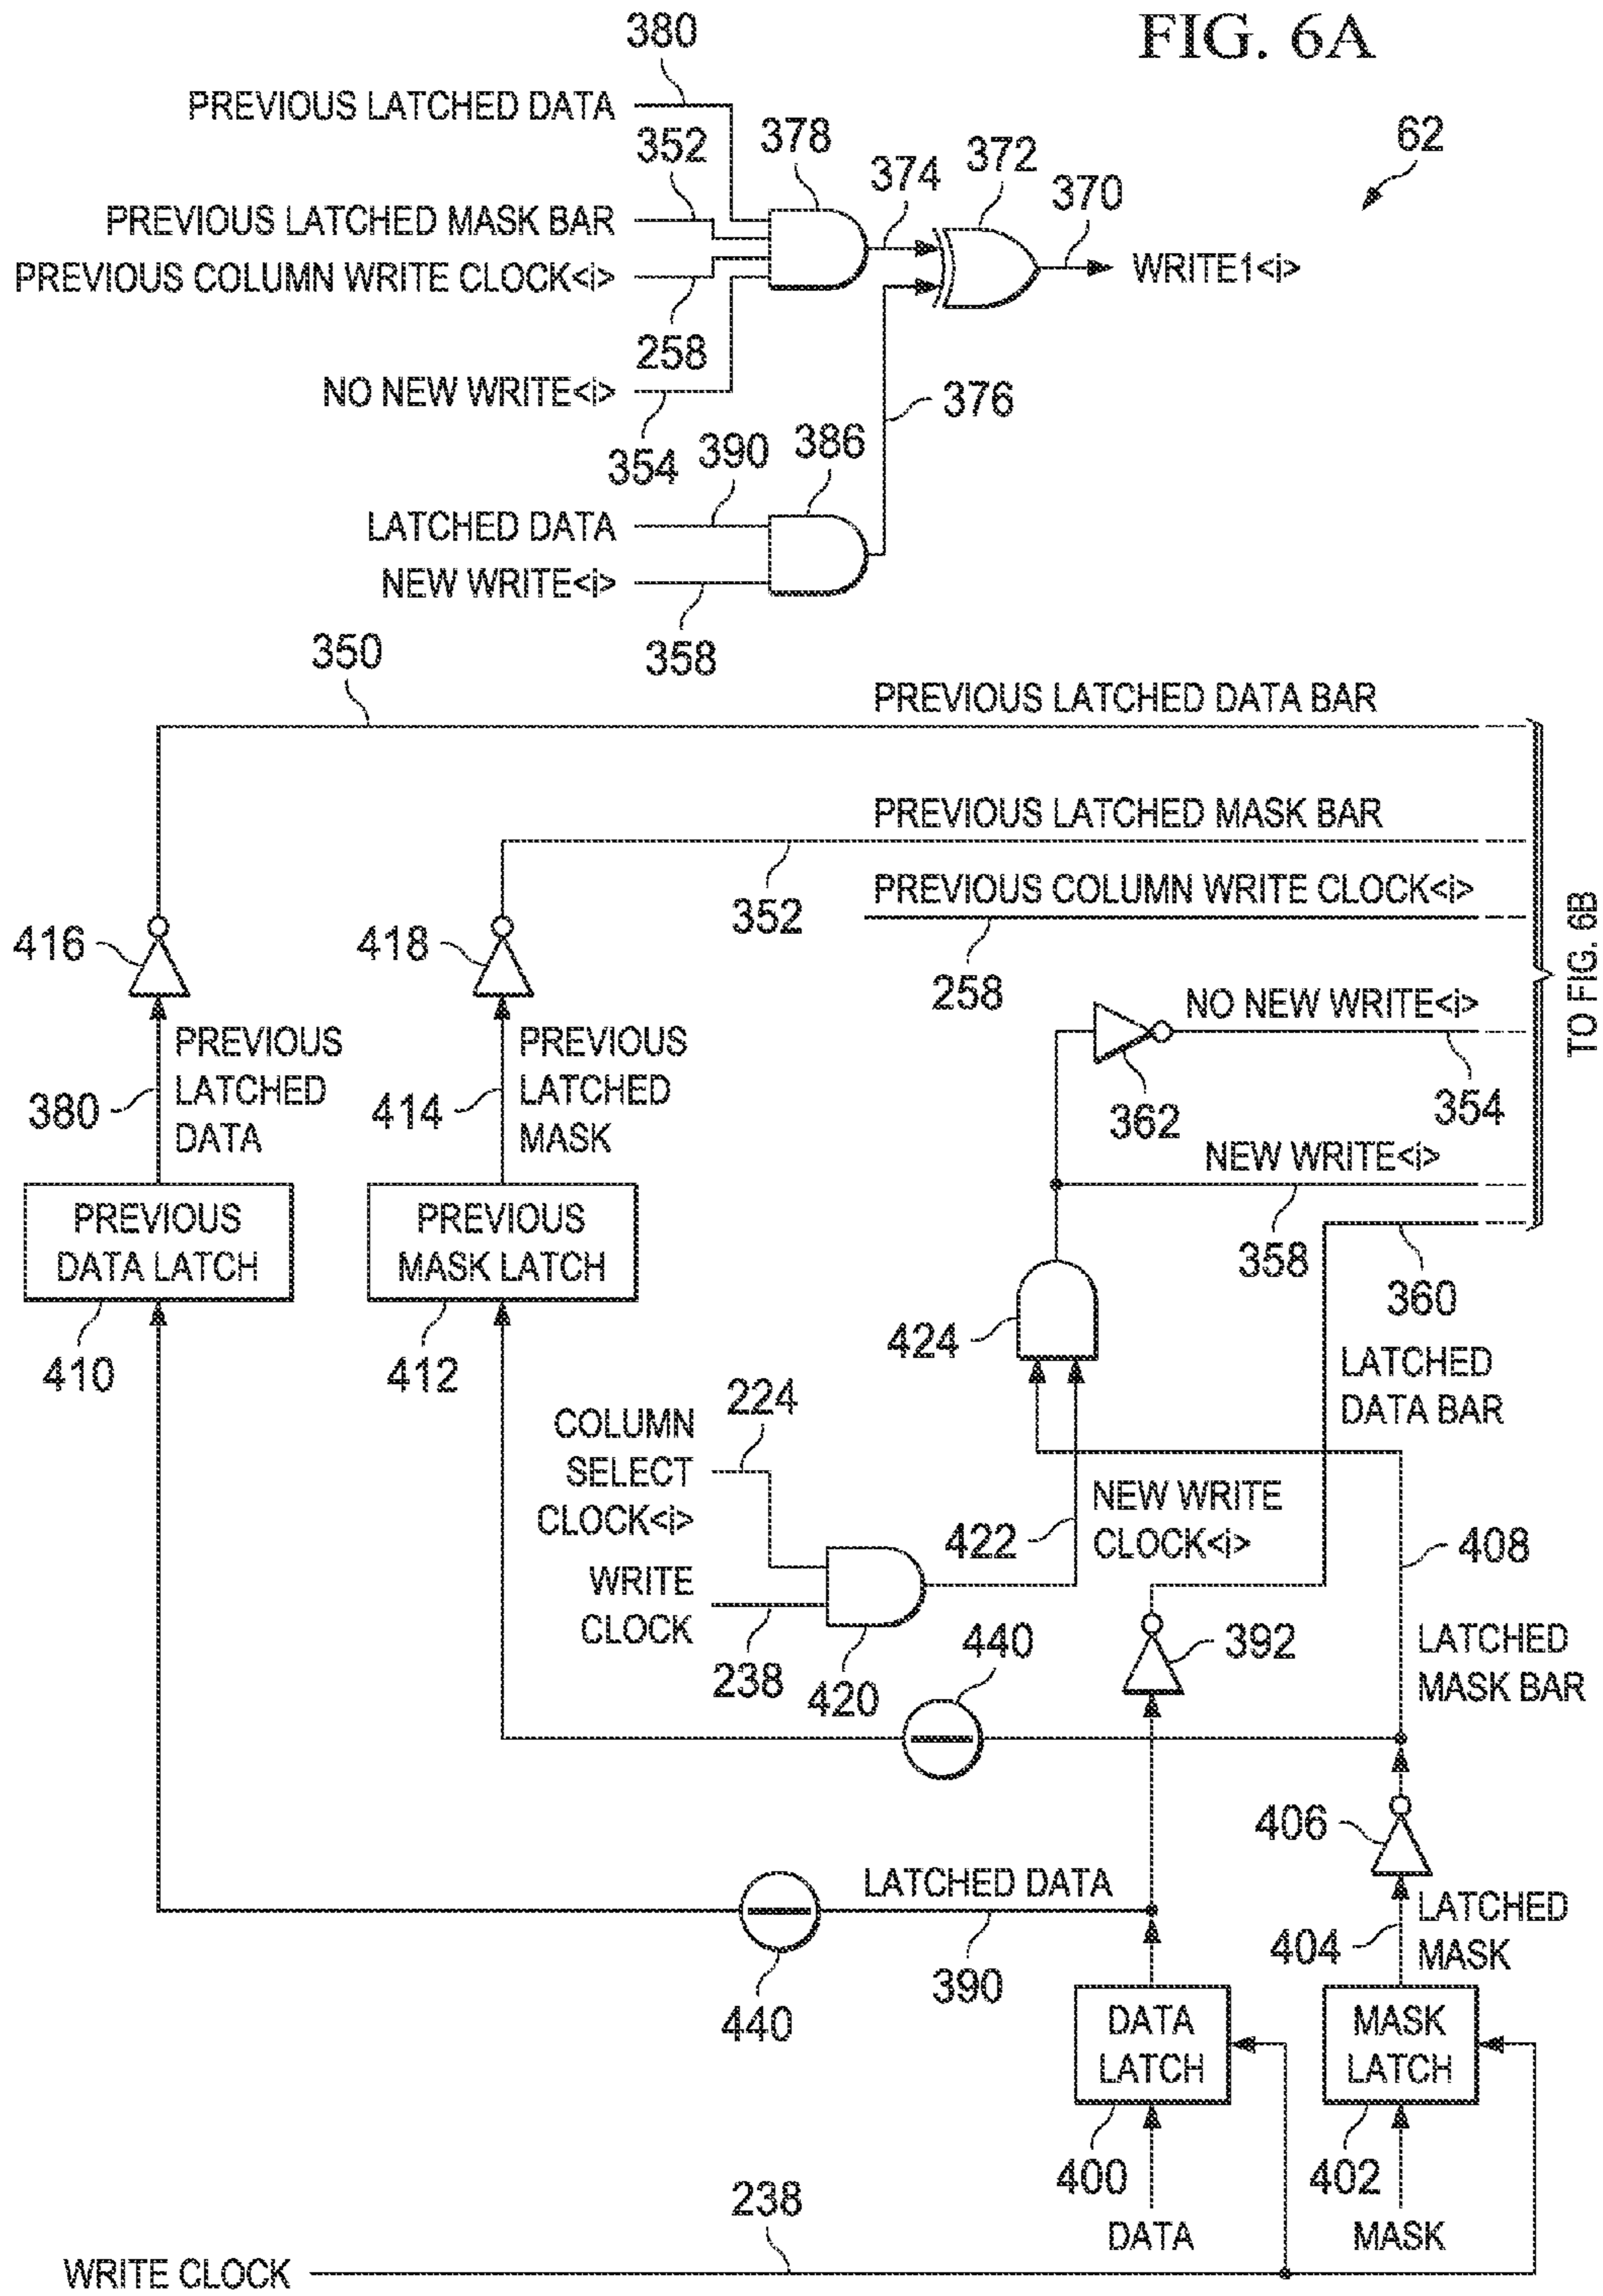 FIG. 6A
380
PREVIOUS LATCHED DATA
352
378
372
62
374
370
PREVIOUS LATCHED MASK BAR
WRITE1<i>
PREVIOUS COLUMN WRITE CLOCK<i>
258
NO NEW WRITE<i>
376
354
390
386
LATCHED DATA
NEW WRITE<i>
358
350
PREVIOUS LATCHED DATA BAR
PREVIOUS LATCHED MASK BAR
352
PREVIOUS COLUMN WRITE CLOCK<i>
258
416
418
TO FIG. 6B
NO NEW WRITE<i>
354
362
PREVIOUS
LATCHED
DATA
380
PREVIOUS
LATCHED
MASK
414
NEW WRITE<i>
358
PREVIOUS
DATA LATCH
410
PREVIOUS
MASK LATCH
412
360
424
LATCHED
DATA BAR
224
COLUMN
SELECT
CLOCK<i>
WRITE
CLOCK
238
420
422
NEW WRITE
CLOCK<i>
408
440
392
LATCHED
MASK BAR
406
LATCHED DATA
390
440
404
LATCHED
MASK
DATA
LATCH
MASK
LATCH
400
402
DATA
MASK
238
WRITE CLOCK